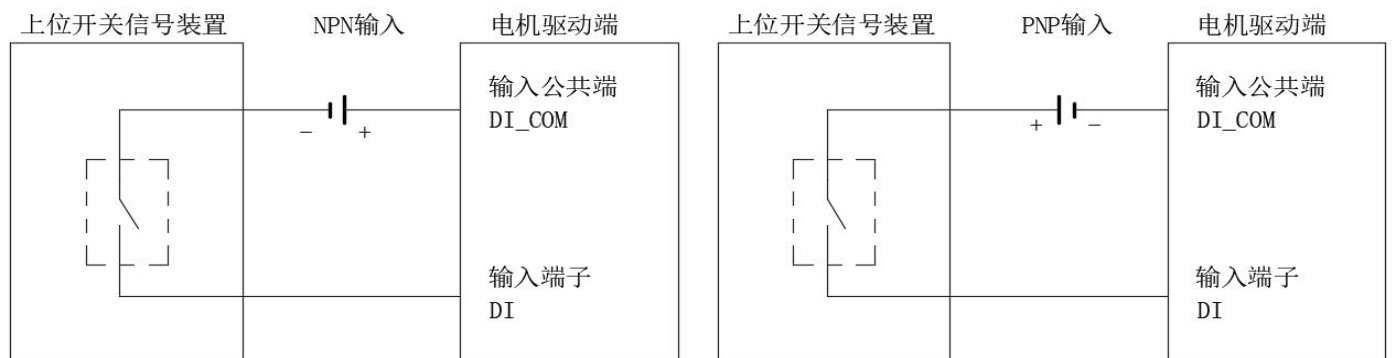 上位开关信号装置
NPN输入
电机驱动端
输入公共端
DI_COM
- +
输入端子
DI
上位开关信号装置
PNP输入
电机驱动端
输入公共端
DI_COM
+ -
输入端子
DI